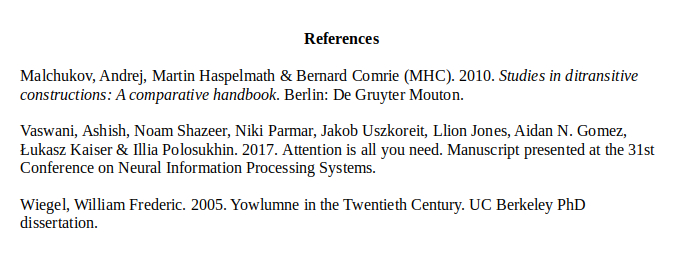 References
Malchukov, Andrej, Martin Haspelmath & Bernard Comrie (MHC). 2010. Studies in ditransitive
constructions: A comparative handbook. Berlin: De Gruyter Mouton.
Vaswani, Ashish, Noam Shazeer, Niki Parmar, Jakob Uszkoreit, Llion Jones, Aidan N. Gomez,
Łukasz Kaiser & Illia Polosukhin. 2017. Attention is all you need. Manuscript presented at the 31st
Conference on Neural Information Processing Systems.
Wiegel, William Frederic. 2005. Yowlumne in the Twentieth Century. UC Berkeley PhD
dissertation.